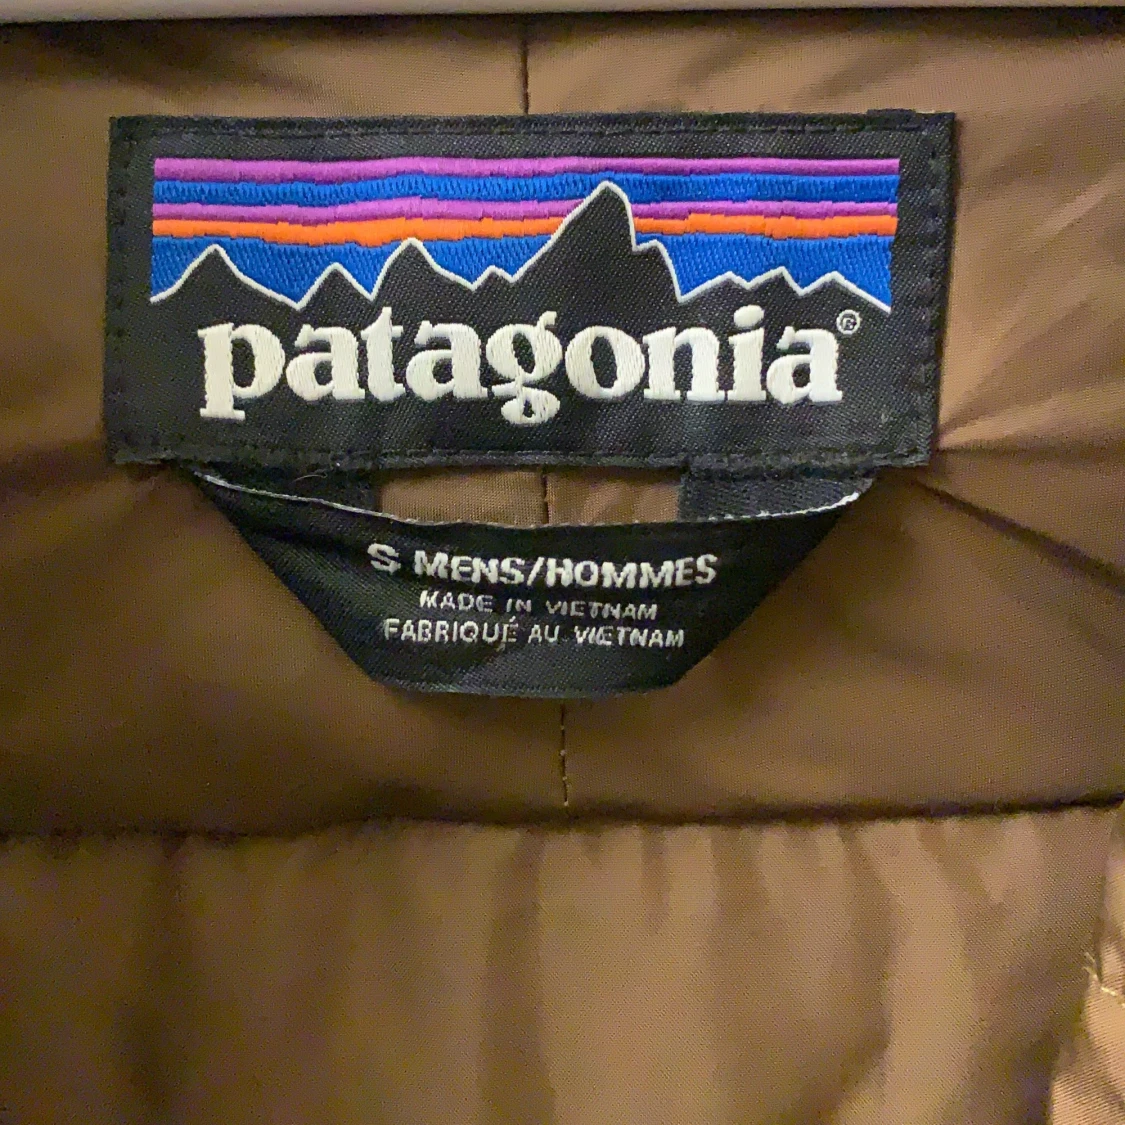 patagonia®
S MENS/HOMMES
MADE IN VIETNAM
FABRIQUÉ AU VIETNAM